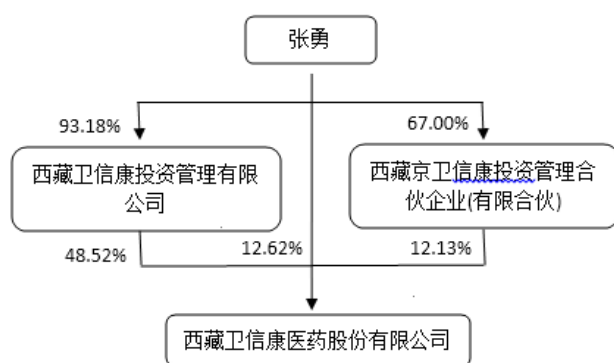 张勇
93.18%
67.00%
西藏卫信康投资管理有限
公司
西藏京卫信康投资管理合
伙企业(有限合伙)
48.52%
12.62%
12.13%
西藏卫信康医药股份有限公司